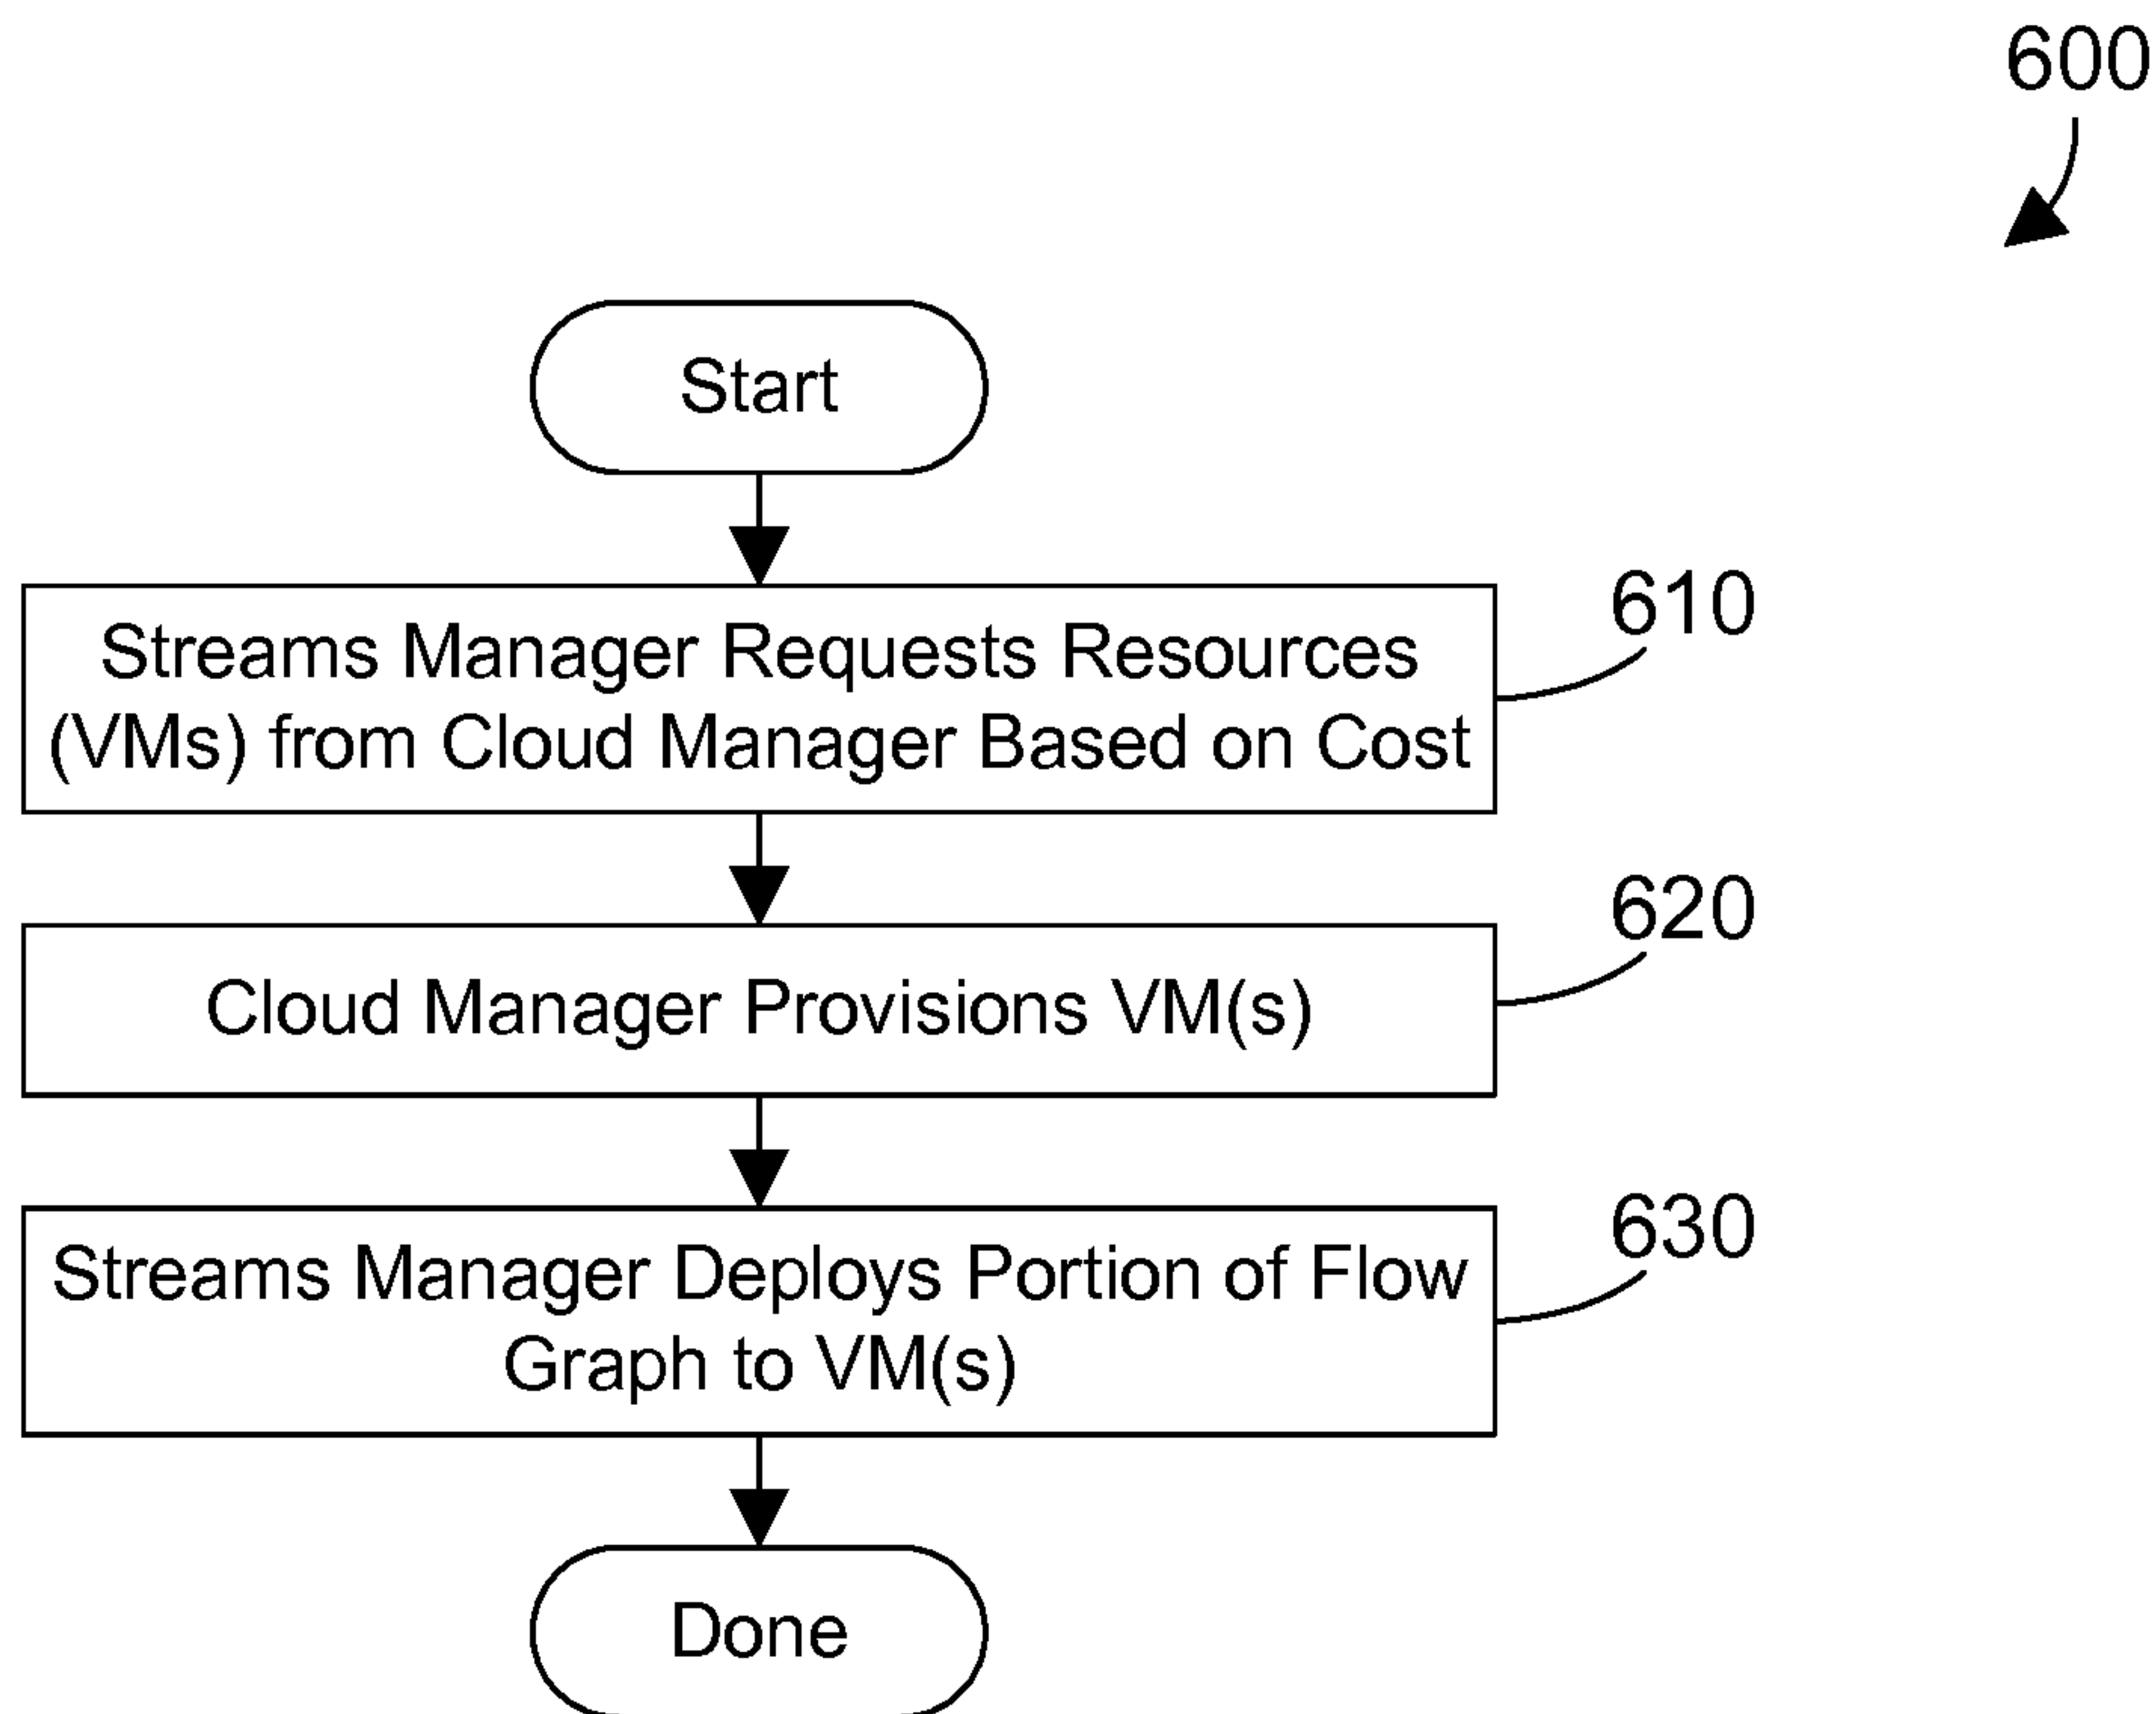 600
Start
610
Streams Manager Requests Resources
(VMs) from Cloud Manager Based on Cost
620
Cloud Manager Provisions VM(s)
630
Streams Manager Deploys Portion of Flow
Graph to VM(s)
Done